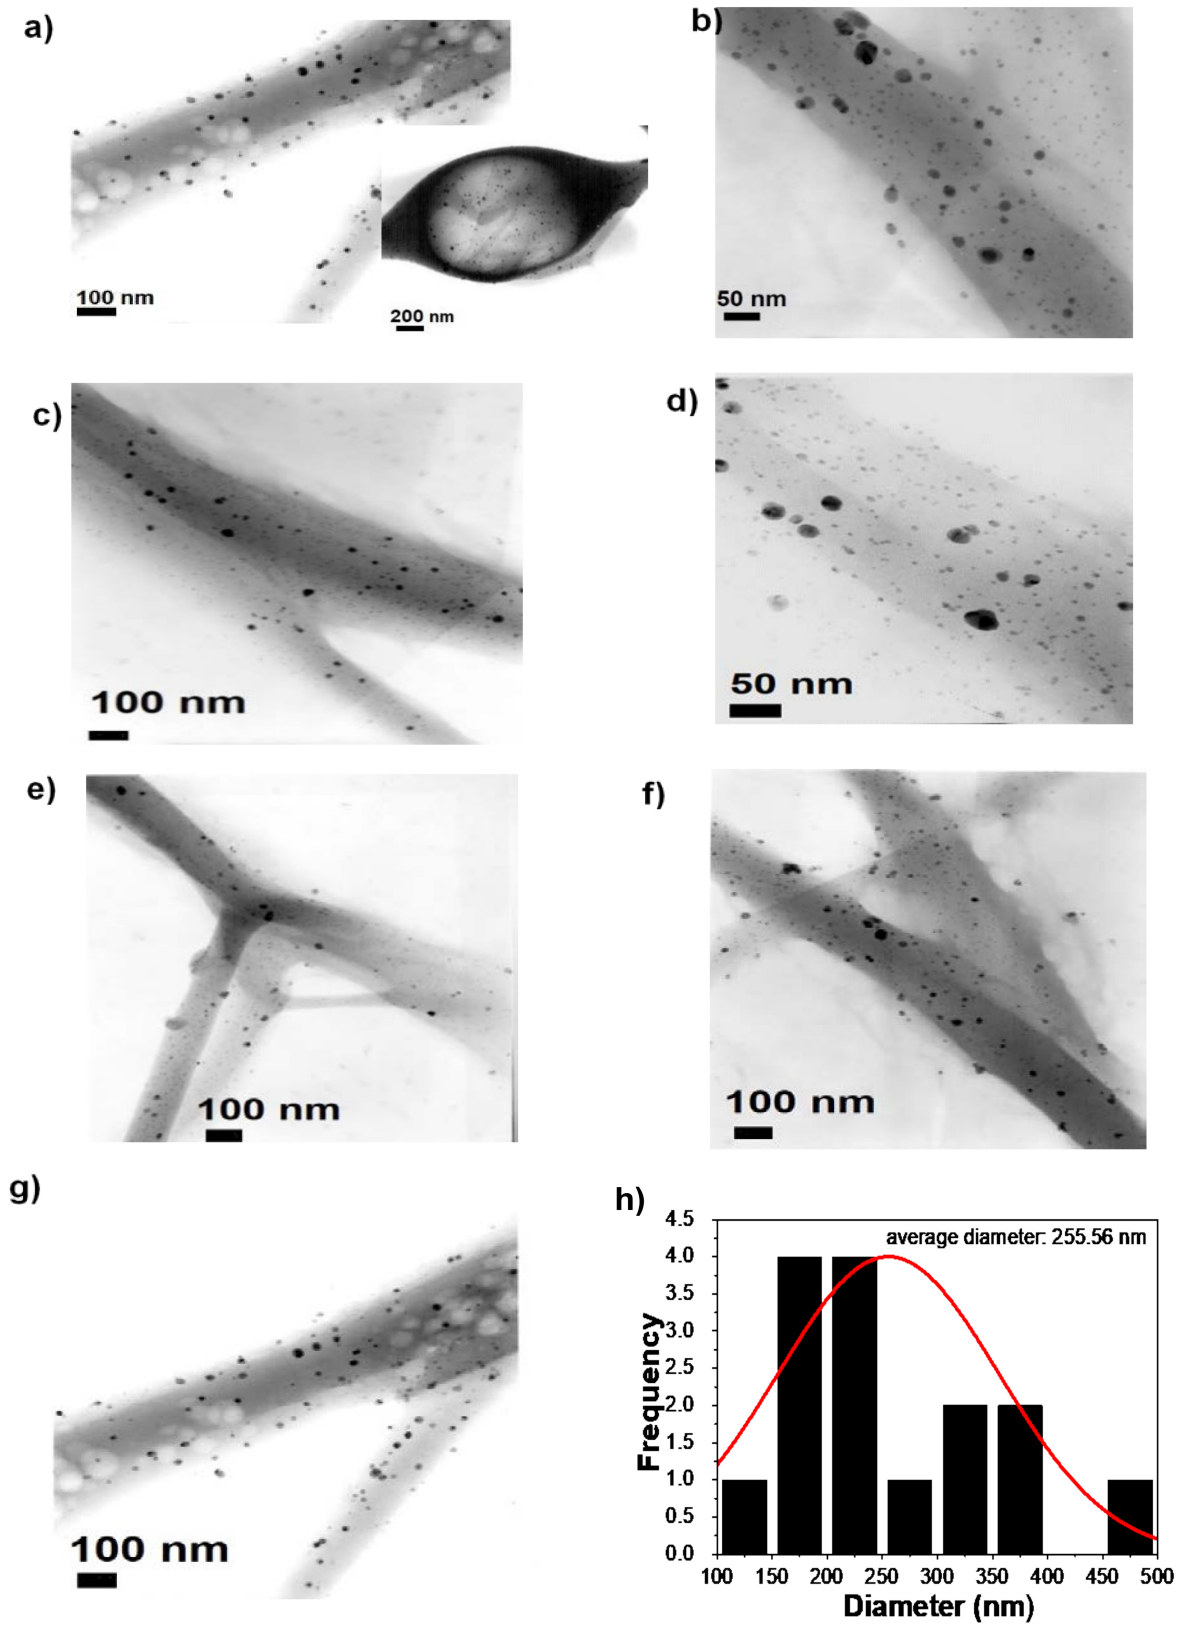 a)
100 nm
200 nm
b)
50 nm
c)
100 nm
d)
50 nm
e)
100 nm
f)
100 nm
g)
100 nm
h)
average diameter: 255.56 nm
Frequency
4.5
4.0
3.5
3.0
2.5
2.0
1.5
1.0
0.5
0.0
100 150 200 250 300 350 400 450 500
Diameter (nm)